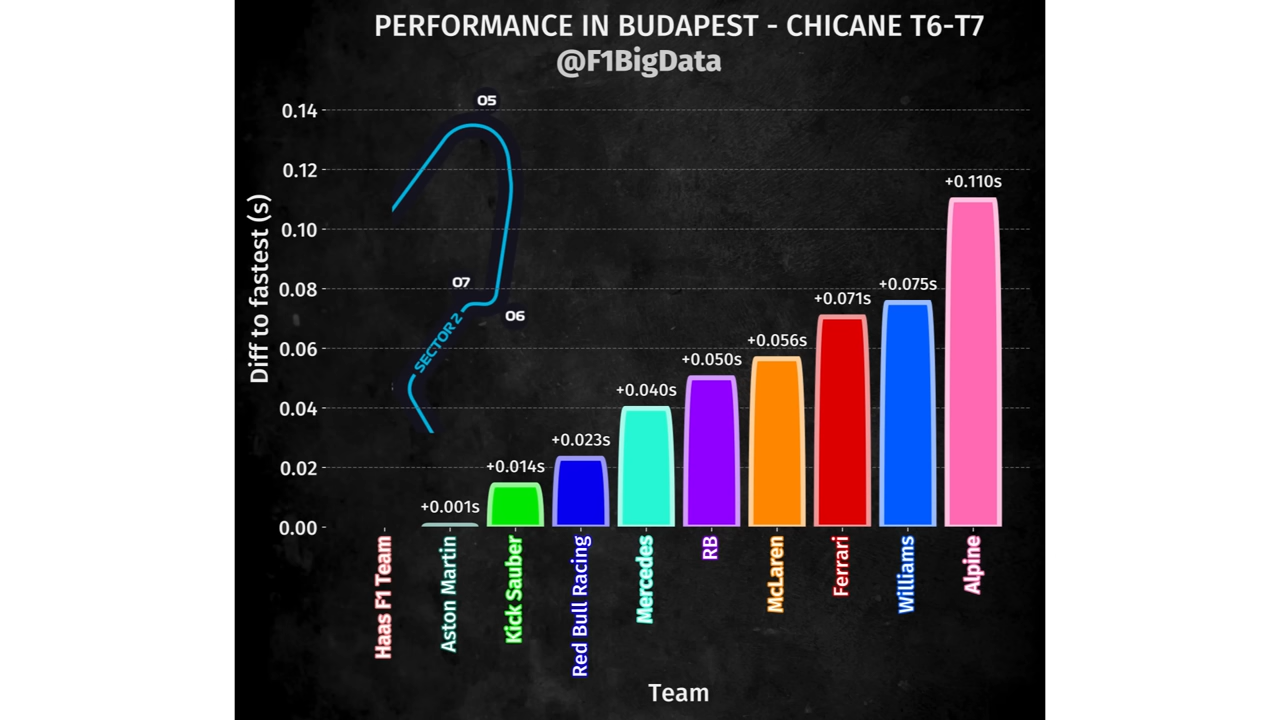 PERFORMANCE IN BUDAPEST - CHICANE T6-T7
@F1BigData
Diff to fastest (s)
0.14
0.12
0.10
0.08
0.06
0.04
0.02
0.00
05
07
06
SECTOR 2
+0.001s
+0.014s
+0.023s
+0.040s
+0.050s
+0.056s
+0.071s
+0.075s
+0.110s
Haas F1 Team
Aston Martin
Kick Sauber
Red Bull Racing
Mercedes
RB
McLaren
Ferrari
Williams
Alpine
Team